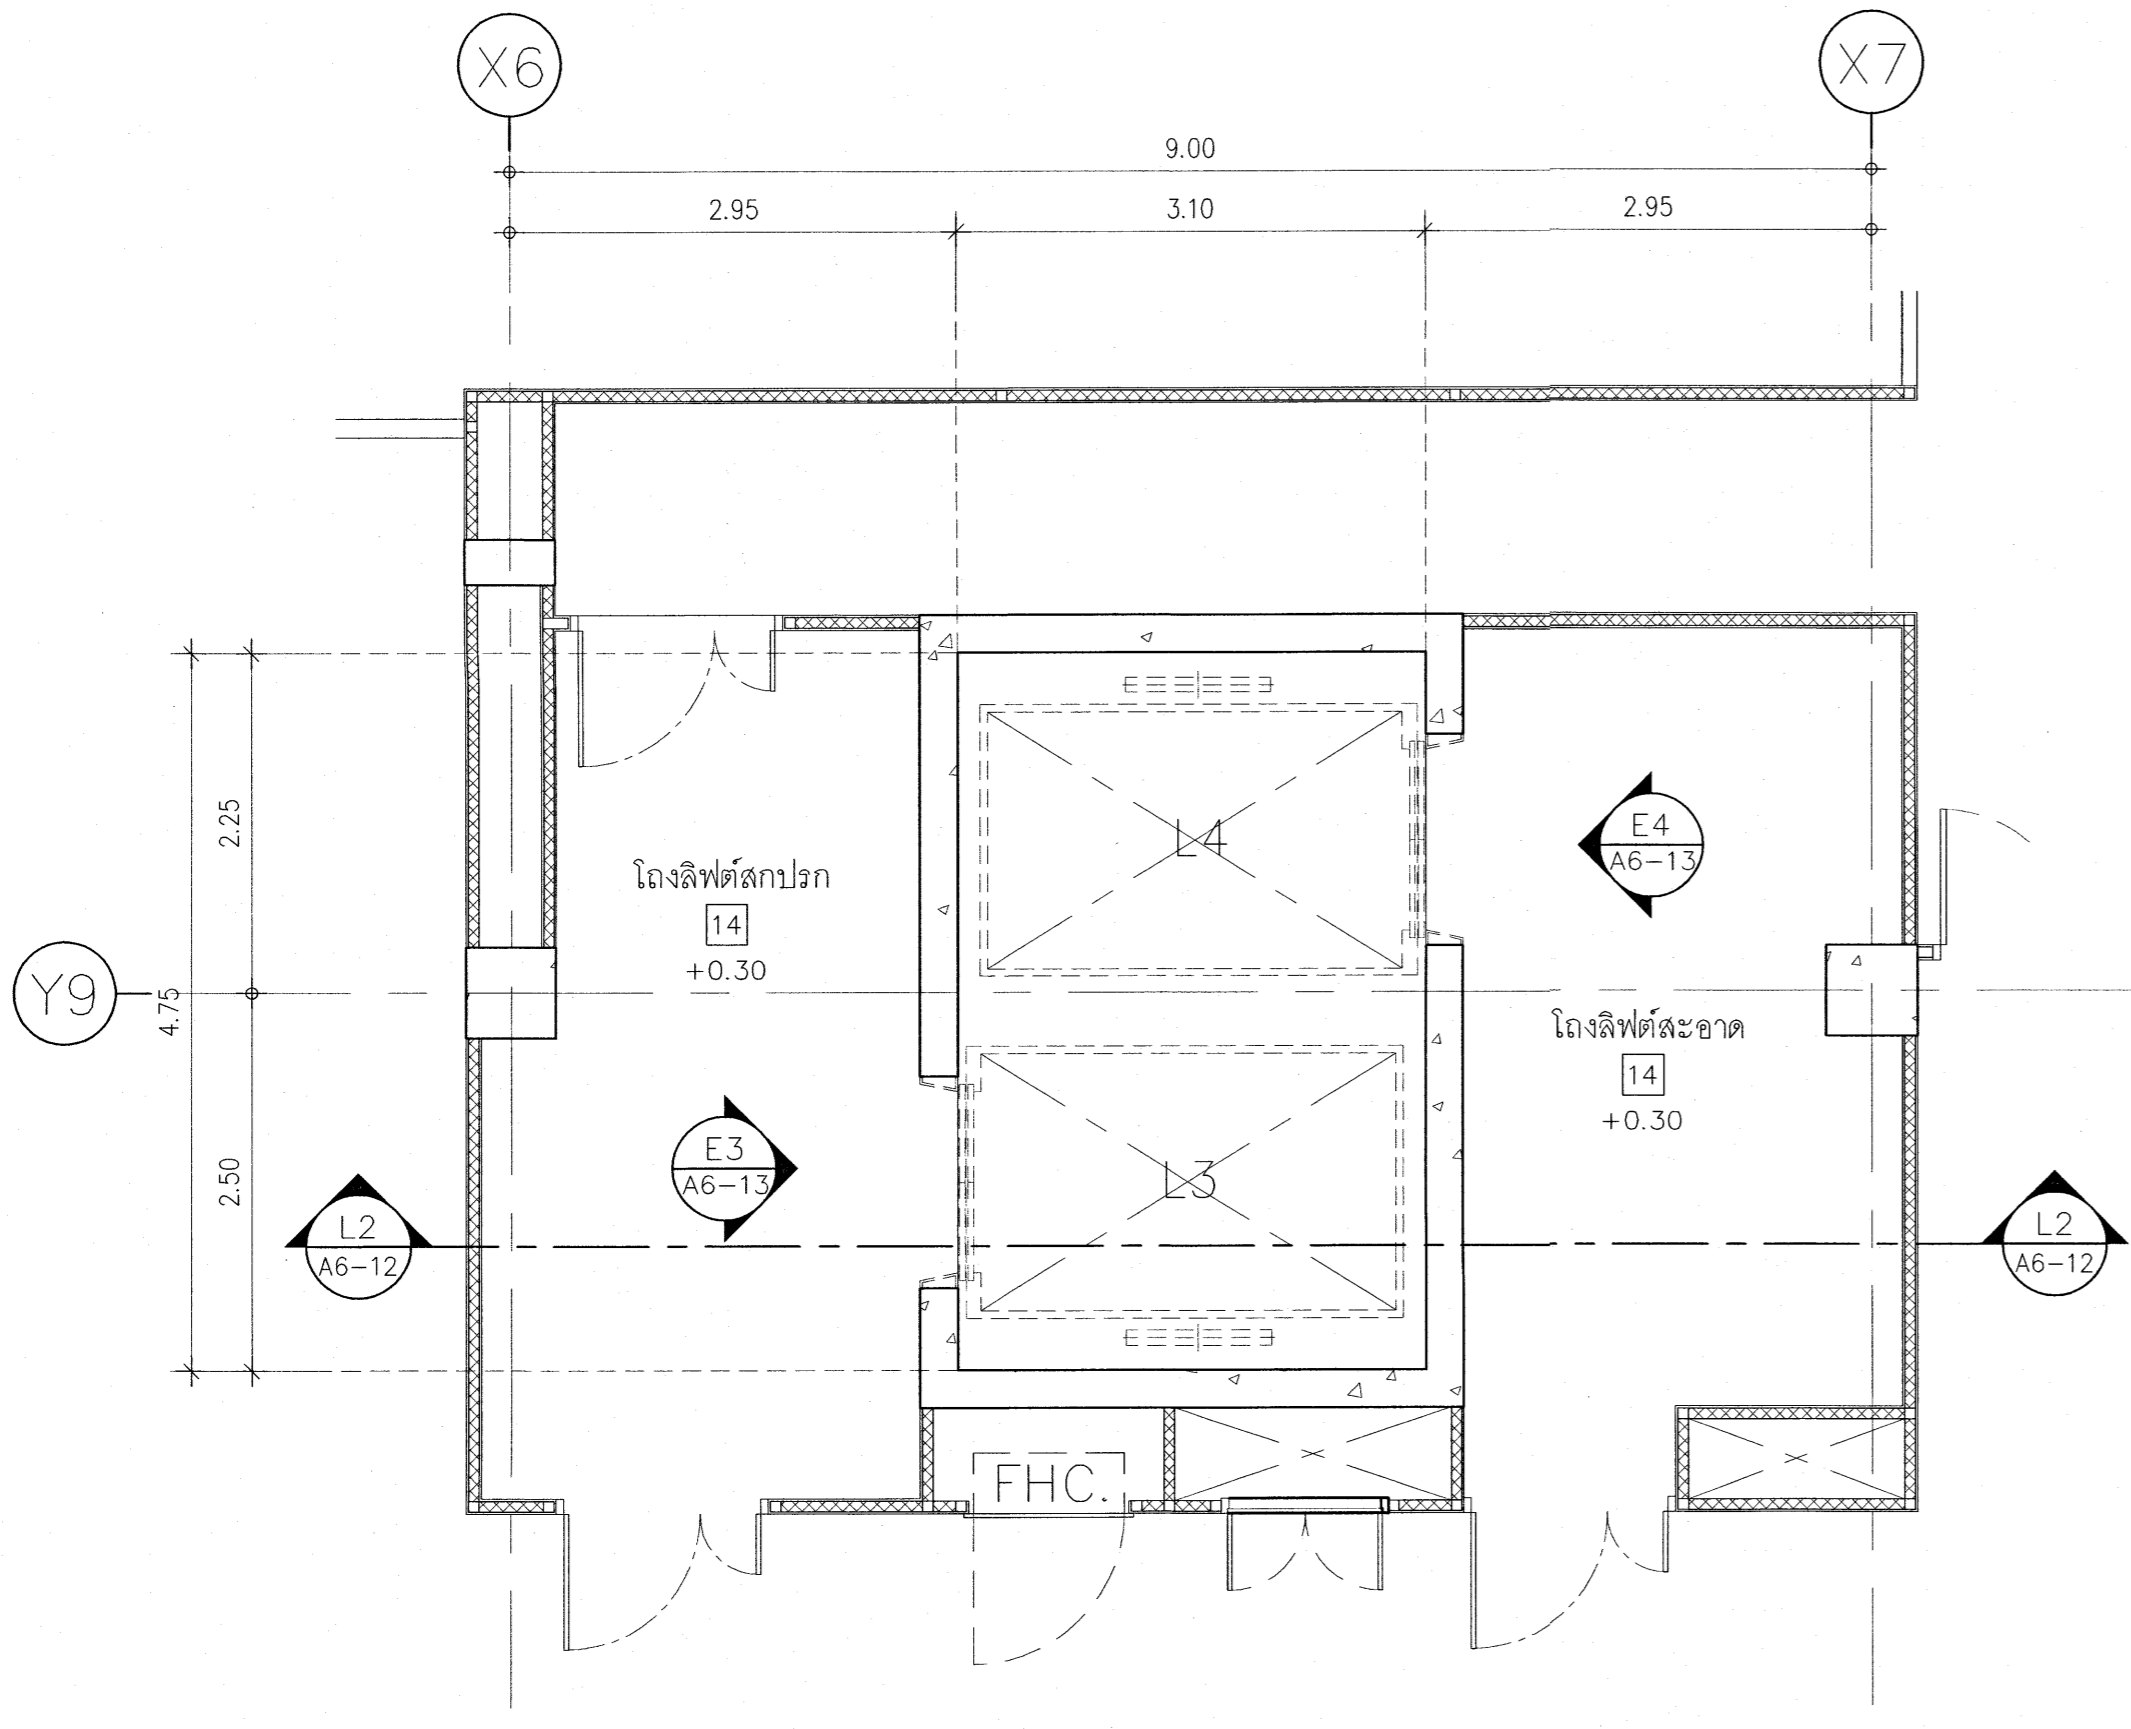 X6
X7
9.00
2.95
3.10
2.95
2.25
4.75
2.50
Y9
L4
E4
A6-13
โถงลิฟต์สกปรก
14
+0.30
โถงลิฟต์สะอาด
14
+0.30
E3
A6-13
L3
L2
A6-12
L2
A6-12
FHC.